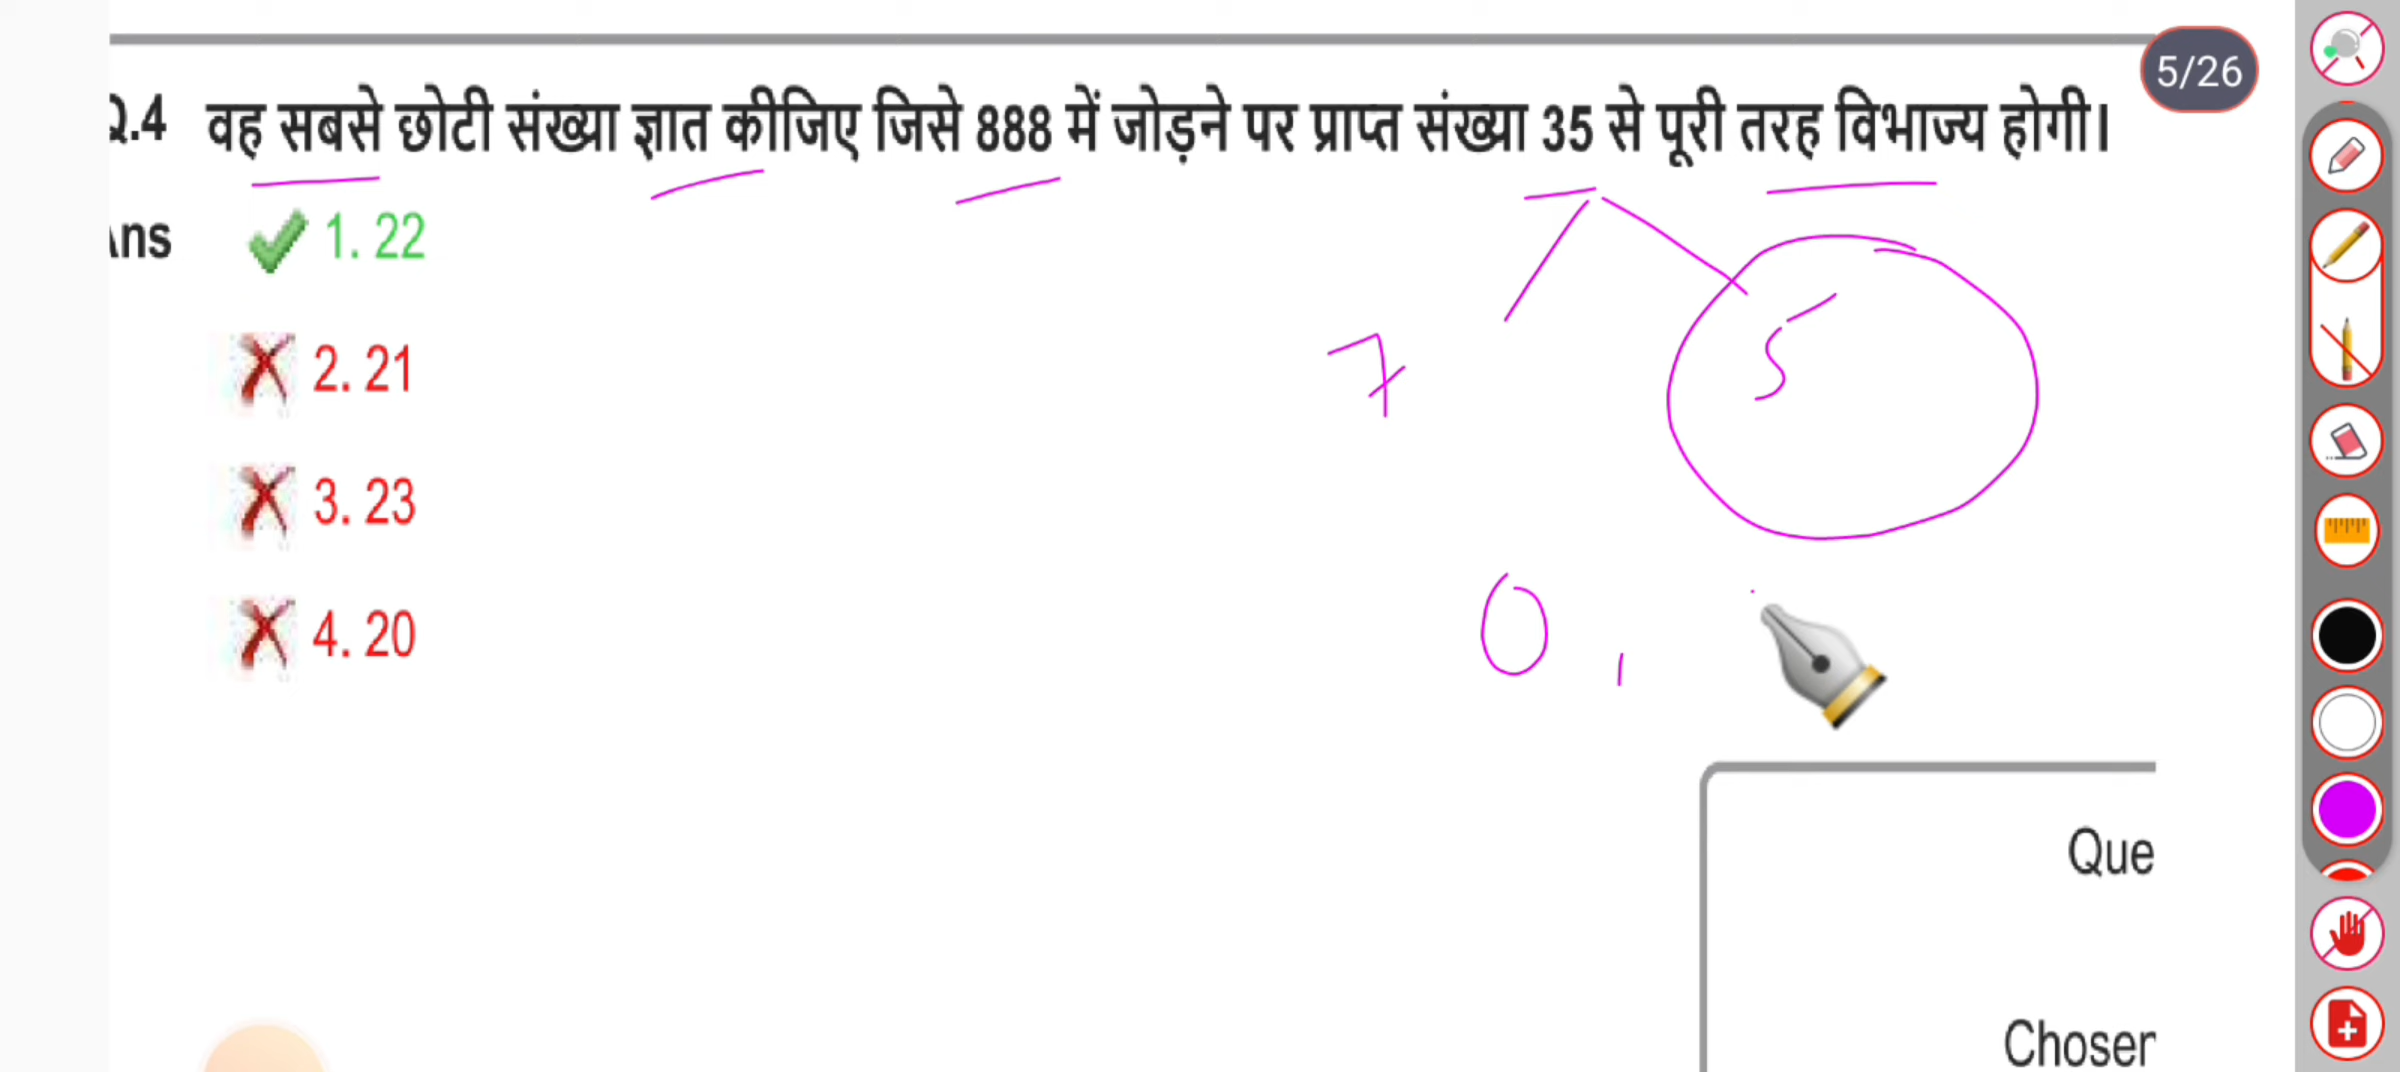 5/26
Q.4 वह सबसे छोटी संख्या ज्ञात कीजिए जिसे 888 में जोड़ने पर प्राप्त संख्या 35 से पूरी तरह विभाज्य होगी।
Ans 1. 22
2. 21
3. 23
4. 20
7 5
0,
Que
Choser